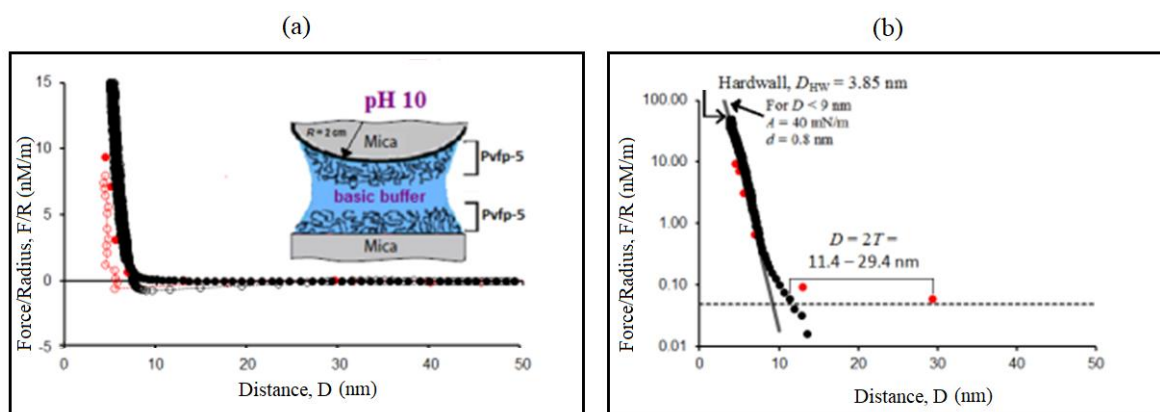 (a)
(b)
15
10
5
0
-5
Force/Radius, F/R (nM/m)
pH 10
R = 2 cm
Mica
Pvfp-5
basic buffer
Pvfp-5
Mica
0
10
20
30
40
50
Distance, D (nm)
Hardwall, D_HW = 3.85 nm
For D < 9 nm
A = 40 mN/m
d = 0.8 nm
100.00
10.00
1.00
0.10
0.01
Force/Radius, F/R (nM/m)
D = 2T =
11.4 – 29.4 nm
0
10
20
30
40
50
Distance, D (nm)